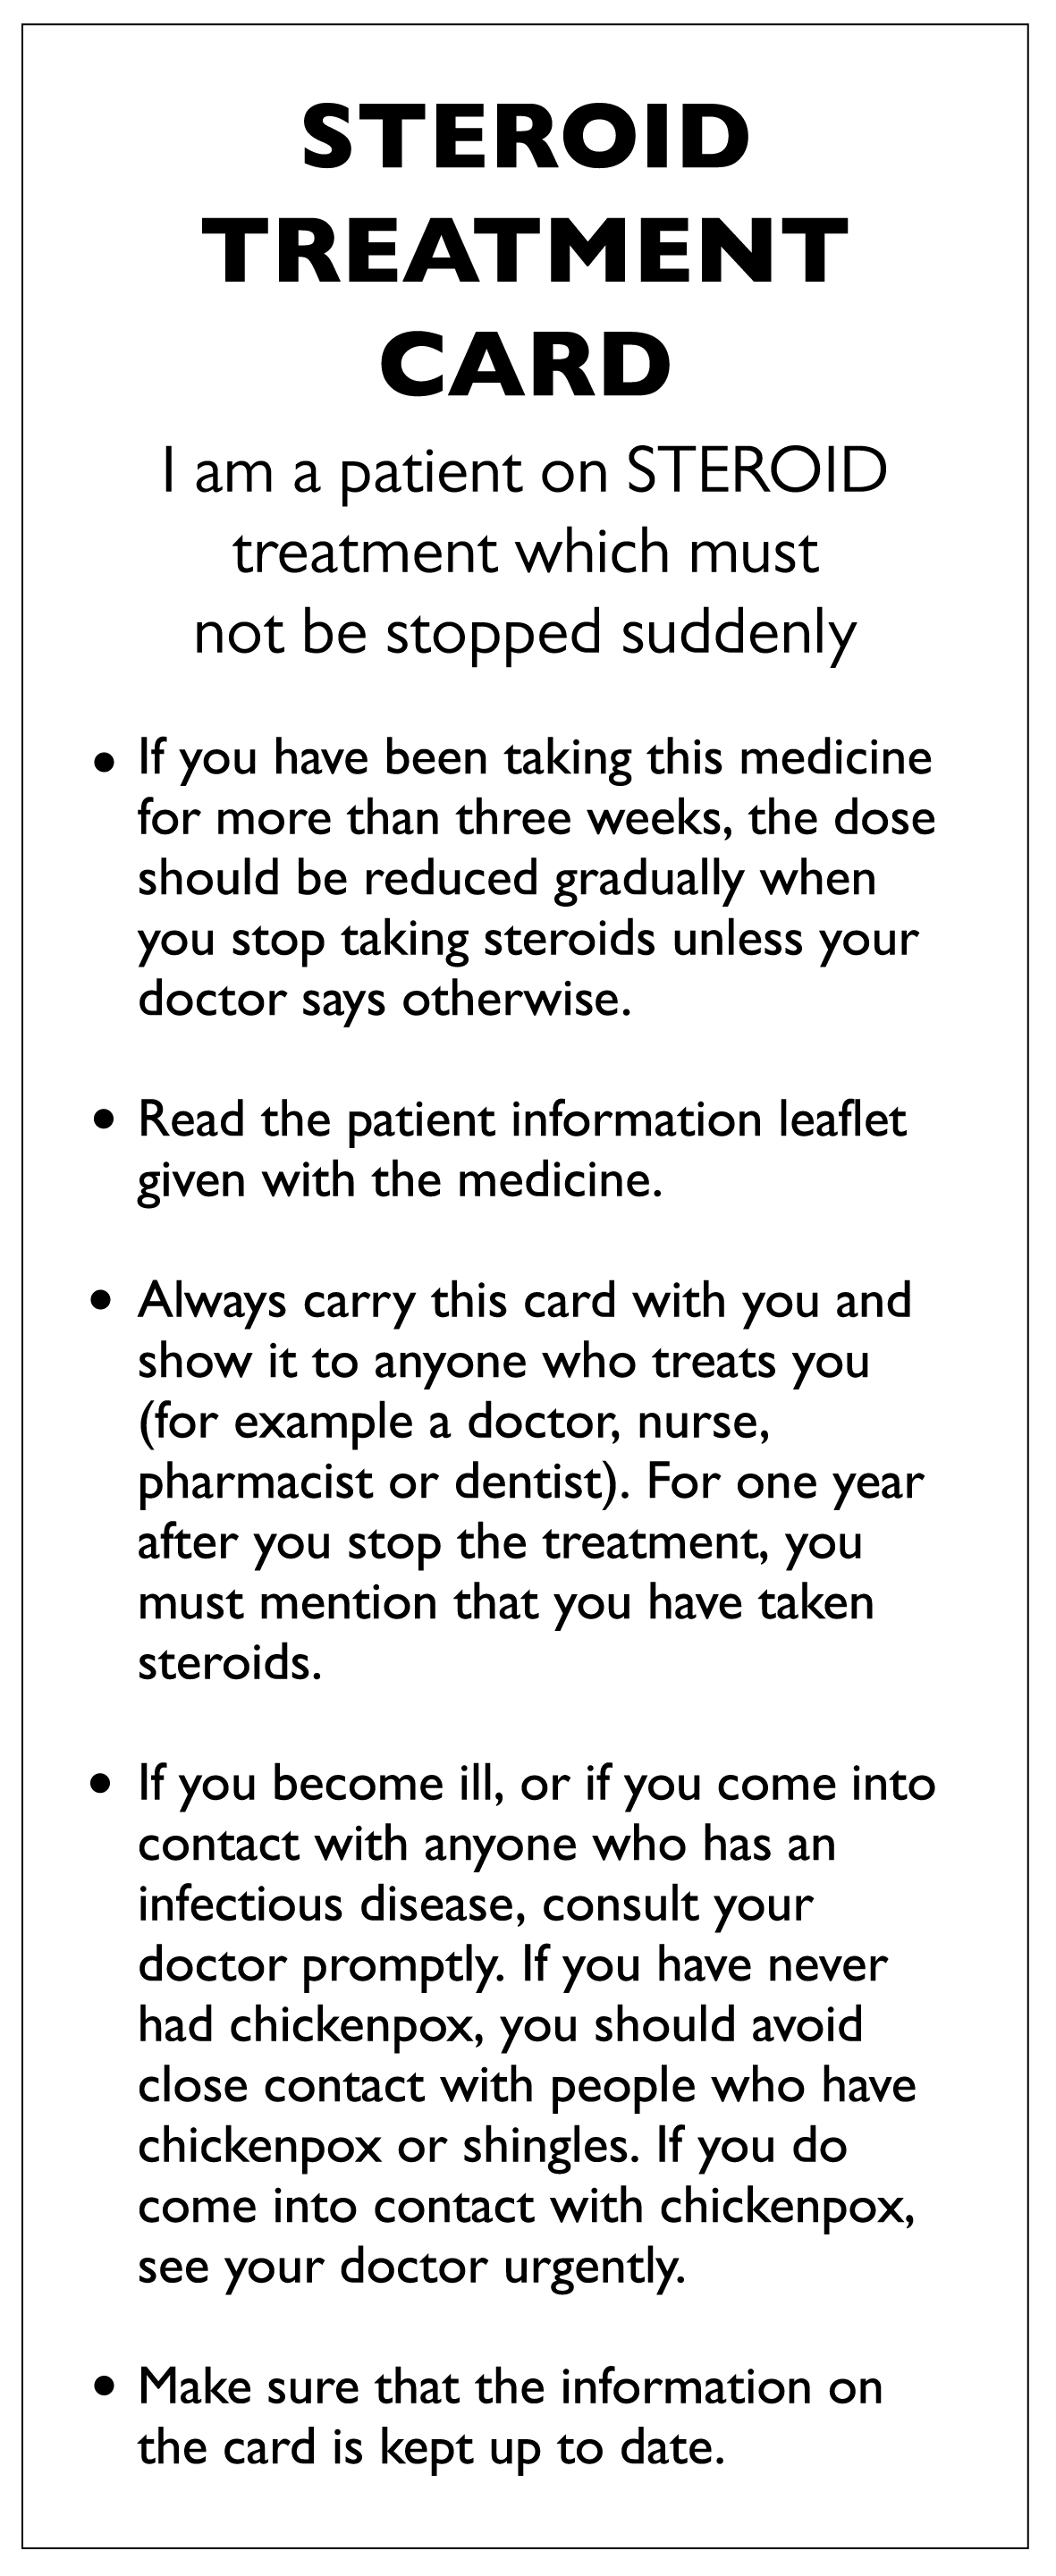 STEROID
TREATMENT
CARD
I am a patient on STEROID
treatment which must
not be stopped suddenly
• If you have been taking this medicine
for more than three weeks, the dose
should be reduced gradually when
you stop taking steroids unless your
doctor says otherwise.
• Read the patient information leaflet
given with the medicine.
• Always carry this card with you and
show it to anyone who treats you
(for example a doctor, nurse,
pharmacist or dentist). For one year
after you stop the treatment, you
must mention that you have taken
steroids.
• If you become ill, or if you come into
contact with anyone who has an
infectious disease, consult your
doctor promptly. If you have never
had chickenpox, you should avoid
close contact with people who have
chickenpox or shingles. If you do
come into contact with chickenpox,
see your doctor urgently.
• Make sure that the information on
the card is kept up to date.